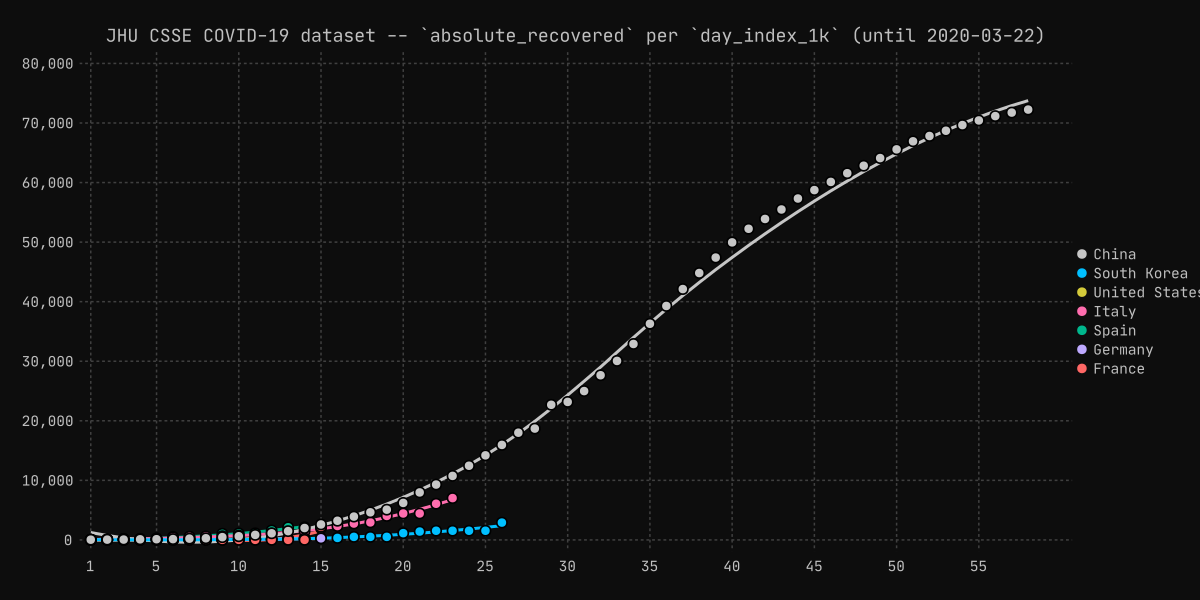 JHU CSSE COVID-19 dataset -- `absolute_recovered` per `day_index_1k` (until 2020-03-22)
80,000
70,000
60,000
50,000
40,000
30,000
20,000
10,000
0
1 5 10 15 20 25 30 35 40 45 50 55
China
South Korea
United States
Italy
Spain
Germany
France